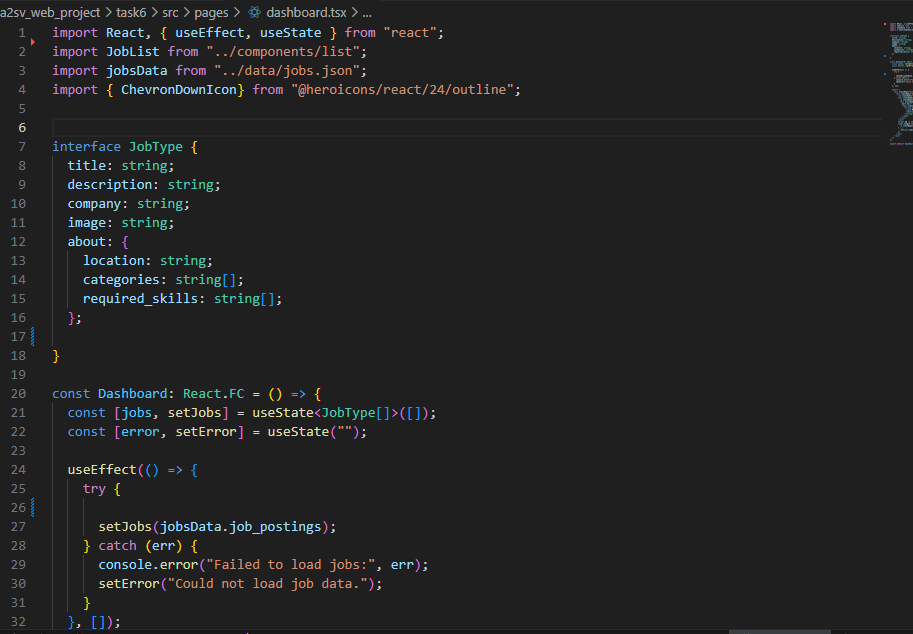 a2sv_web_project > task6 > src > pages > dashboard.tsx > ...
1 import React, { useEffect, useState } from "react";
2 import JobList from "../components/list";
3 import jobsData from "../data/jobs.json";
4 import { ChevronDownIcon} from "@heroicons/react/24/outline";
5
6
7 interface JobType {
8 title: string;
9 description: string;
10 company: string;
11 image: string;
12 about: {
13 location: string;
14 categories: string[];
15 required_skills: string[];
16 };
17
18 }
19
20 const Dashboard: React.FC = () => {
21 const [jobs, setJobs] = useState<JobType[]>([]);
22 const [error, setError] = useState("");
23
24 useEffect(() => {
25 try {
26
27 setJobs(jobsData.job_postings);
28 } catch (err) {
29 console.error("Failed to load jobs:", err);
30 setError("Could not load job data.");
31 }
32 }, []);